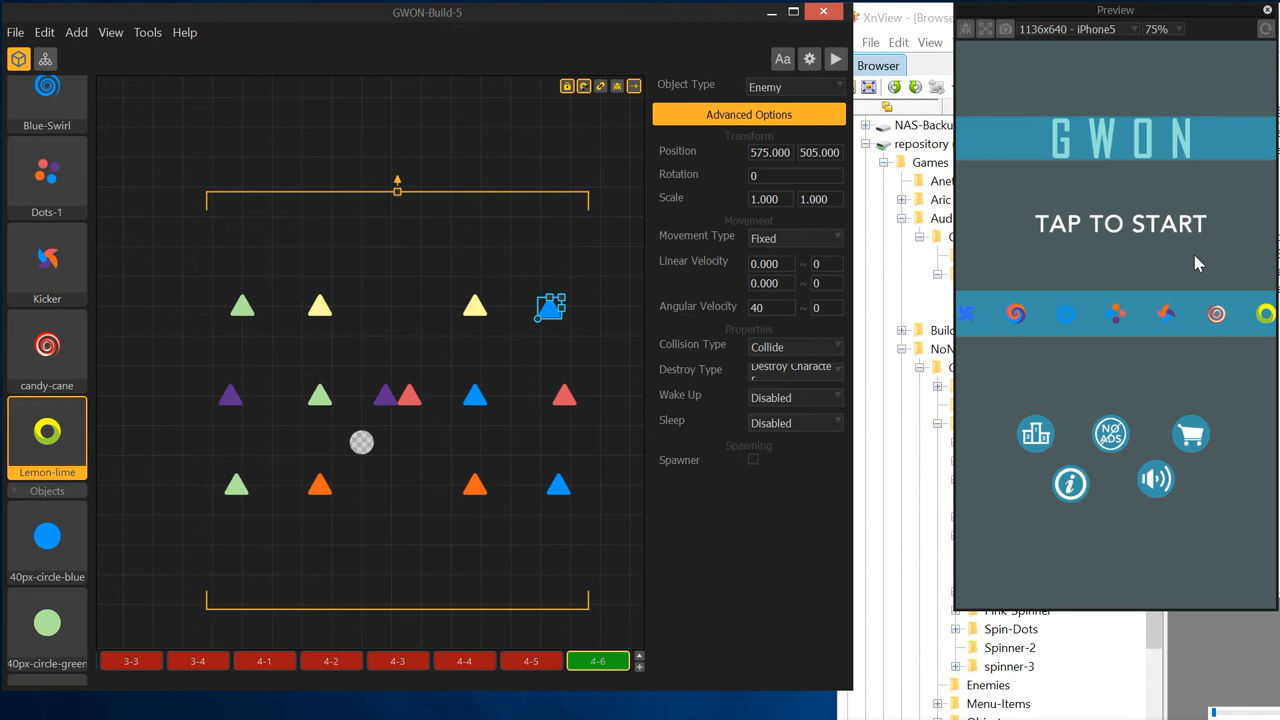 GWON-Build-5
File Edit Add View Tools Help
Aa
Blue-Swirl
Dots-1
Kicker
candy-cane
Lemon-lime
Objects
40px-circle-blue
40px-circle-green
Object Type Enemy
Advanced Options
Transform
Position 575.000 505.000
Rotation 0
Scale 1.000 1.000
Movement
Movement Type Fixed
Linear Velocity 0.000 ~ 0
0.000 ~ 0
Angular Velocity 40 ~ 0
Properties
Collision Type Collide
Destroy Type Destroy Characte
r
Wake Up Disabled
Sleep Disabled
Spawning
Spawner
3-3 3-4 4-1 4-2 4-3 4-4 4-5 4-6
XnView - [Brows
File Edit View
Browser
NAS-Backu
repository (
Games
Anet
Aric
Aud
Buil
NoN
Pink-Spinner
Spin-Dots
Spinner-2
spinner-3
Enemies
Menu-Items
Preview
1136x640 - iPhone5 75%
GWON
TAP TO START
NO
ADS
i